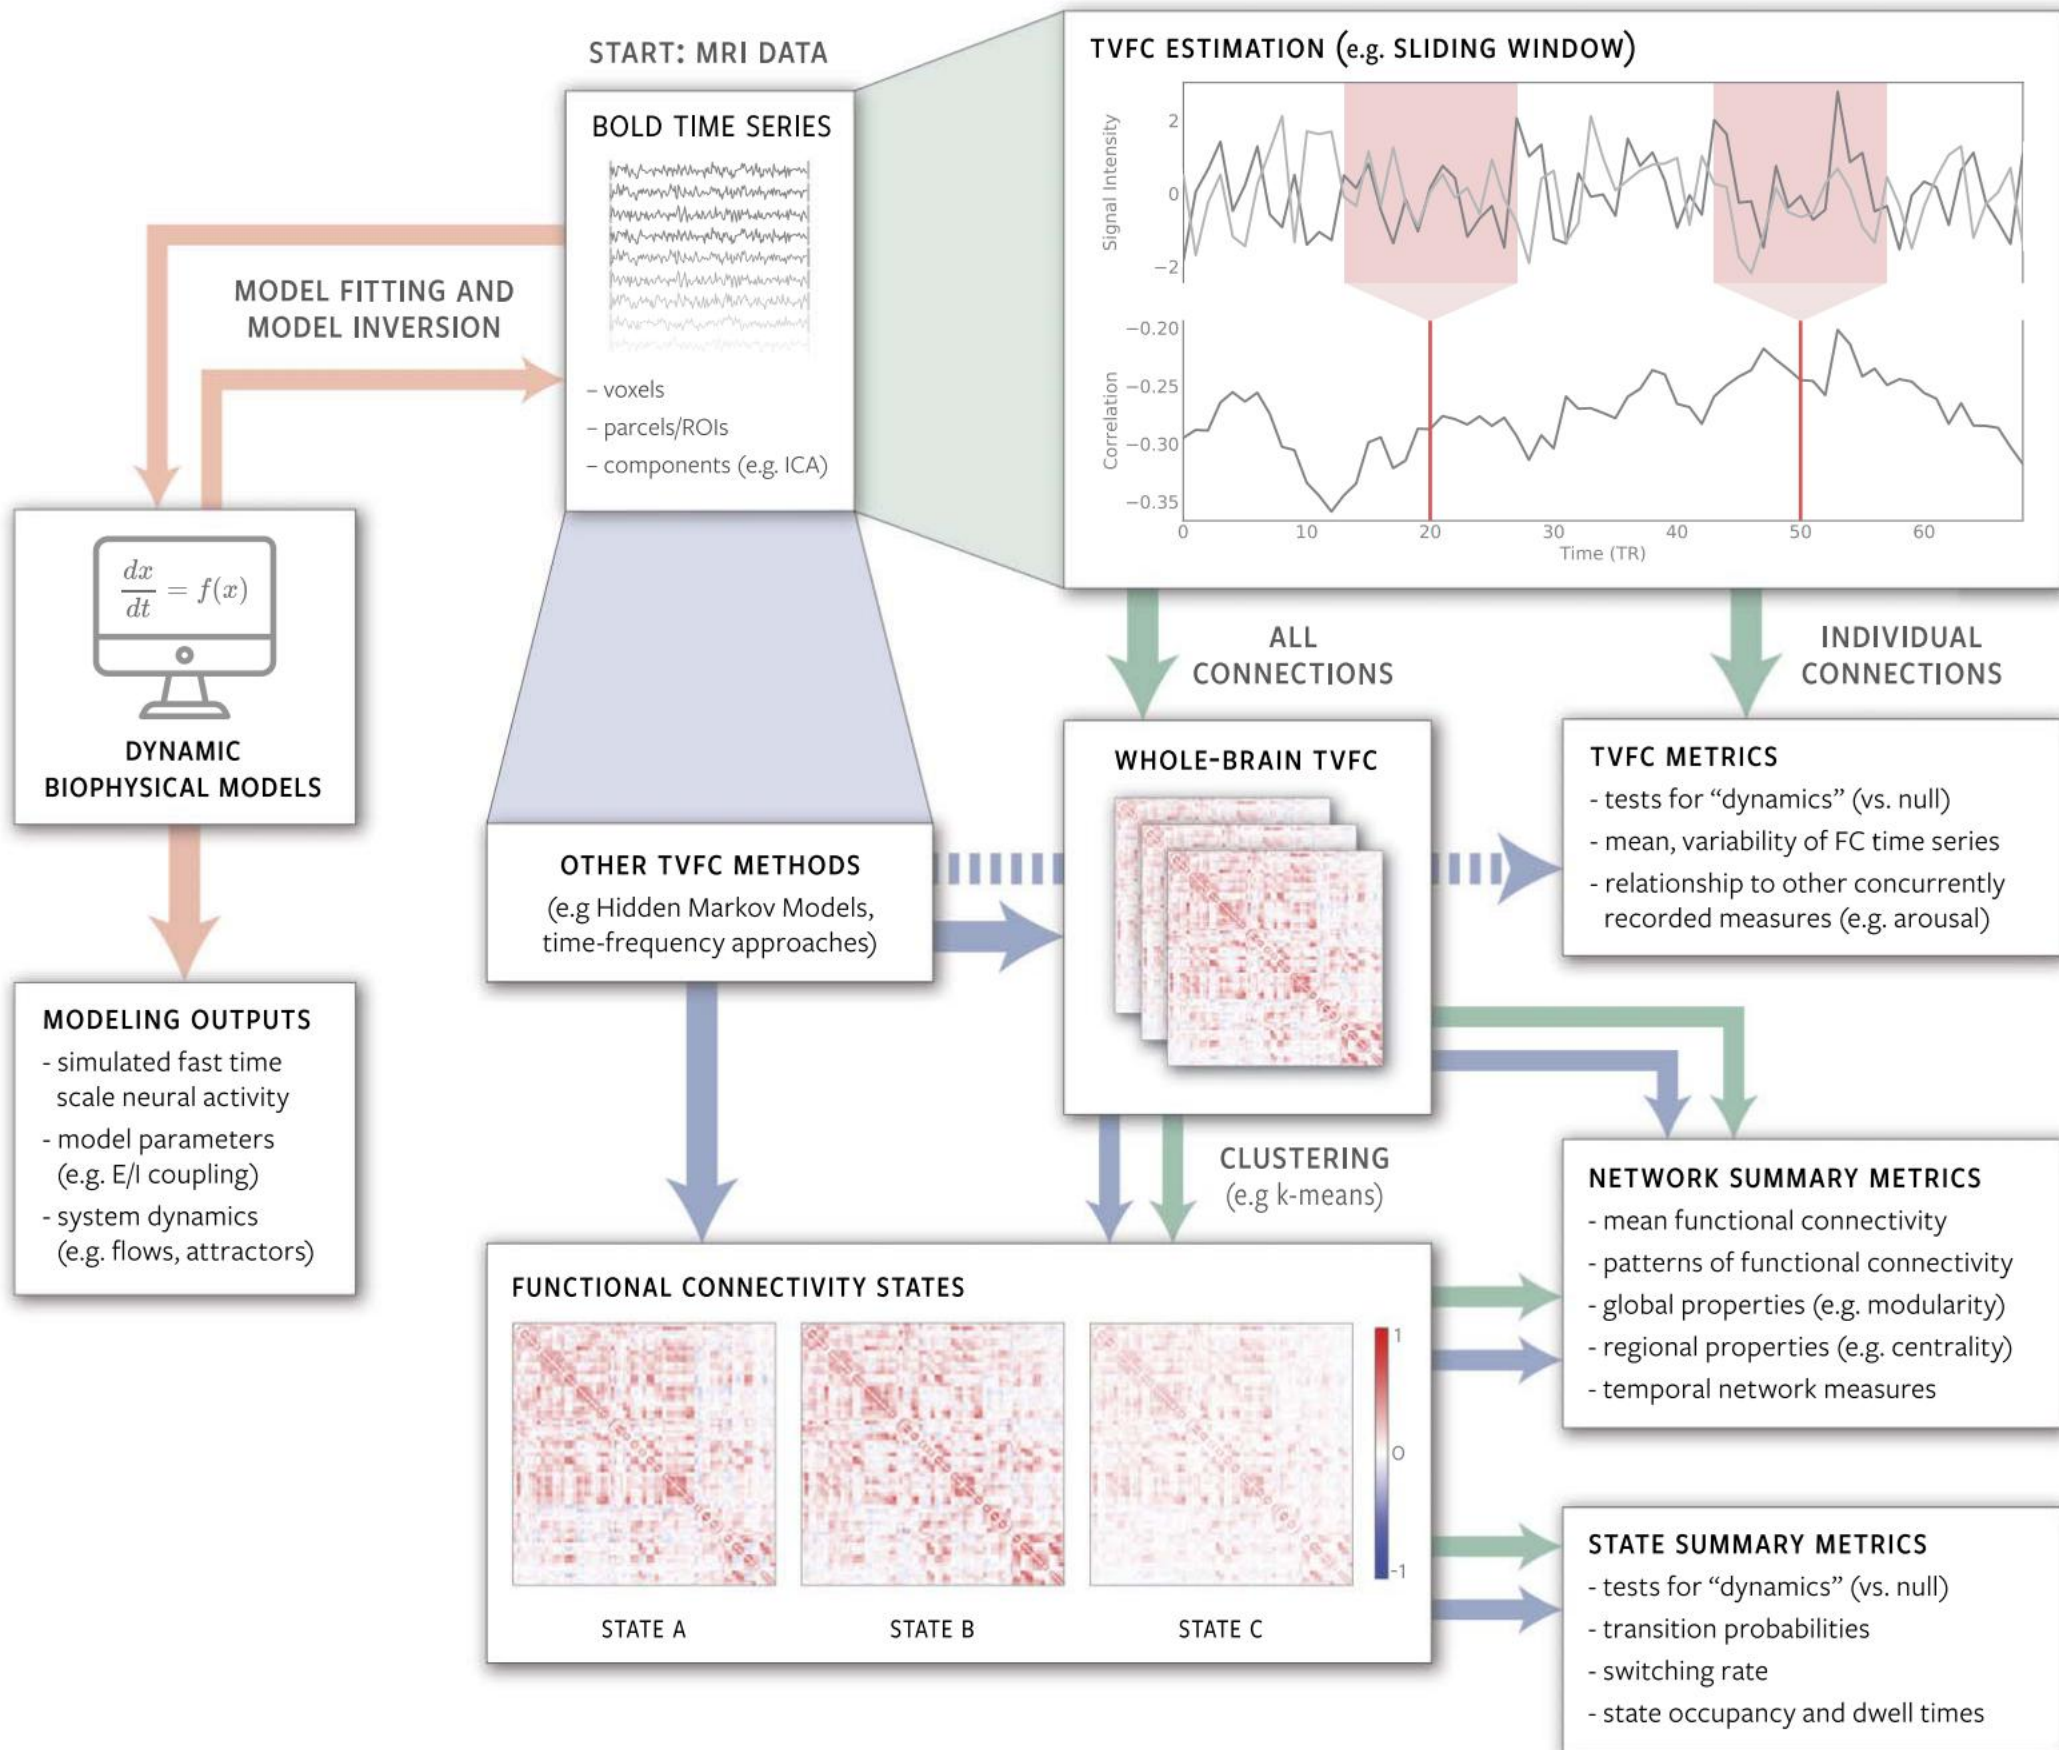 START: MRI DATA
BOLD TIME SERIES
– voxels
– parcels/ROIs
– components (e.g. ICA)
MODEL FITTING AND
MODEL INVERSION
dx
dt
= f(x)
DYNAMIC
BIOPHYSICAL MODELS
MODELING OUTPUTS
- simulated fast time
scale neural activity
- model parameters
(e.g. E/I coupling)
- system dynamics
(e.g. flows, attractors)
TVFC ESTIMATION (e.g. SLIDING WINDOW)
Signal Intensity
2
0
−2
Correlation
−0.20
−0.25
−0.30
−0.35
0 10 20 30 40 50 60
Time (TR)
ALL
CONNECTIONS
INDIVIDUAL
CONNECTIONS
OTHER TVFC METHODS
(e.g Hidden Markov Models,
time-frequency approaches)
WHOLE-BRAIN TVFC
TVFC METRICS
- tests for “dynamics” (vs. null)
- mean, variability of FC time series
- relationship to other concurrently
recorded measures (e.g. arousal)
CLUSTERING
(e.g k-means)
NETWORK SUMMARY METRICS
- mean functional connectivity
- patterns of functional connectivity
- global properties (e.g. modularity)
- regional properties (e.g. centrality)
- temporal network measures
FUNCTIONAL CONNECTIVITY STATES
1
0
-1
STATE A
STATE B
STATE C
STATE SUMMARY METRICS
- tests for “dynamics” (vs. null)
- transition probabilities
- switching rate
- state occupancy and dwell times